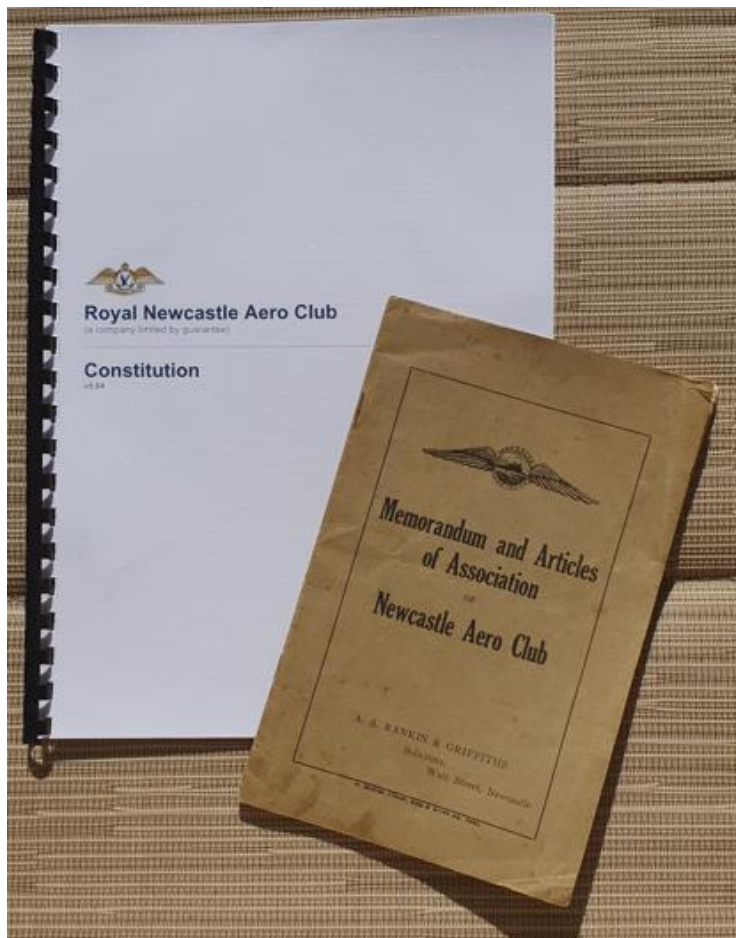 Royal Newcastle Aero Club
(a company limited by guarantee)
Constitution
Memorandum and Articles
of Association
OF
Newcastle Aero Club
A. A. RANKIN & GRIFFITHS
Solicitors,
Watt Street, Newcastle